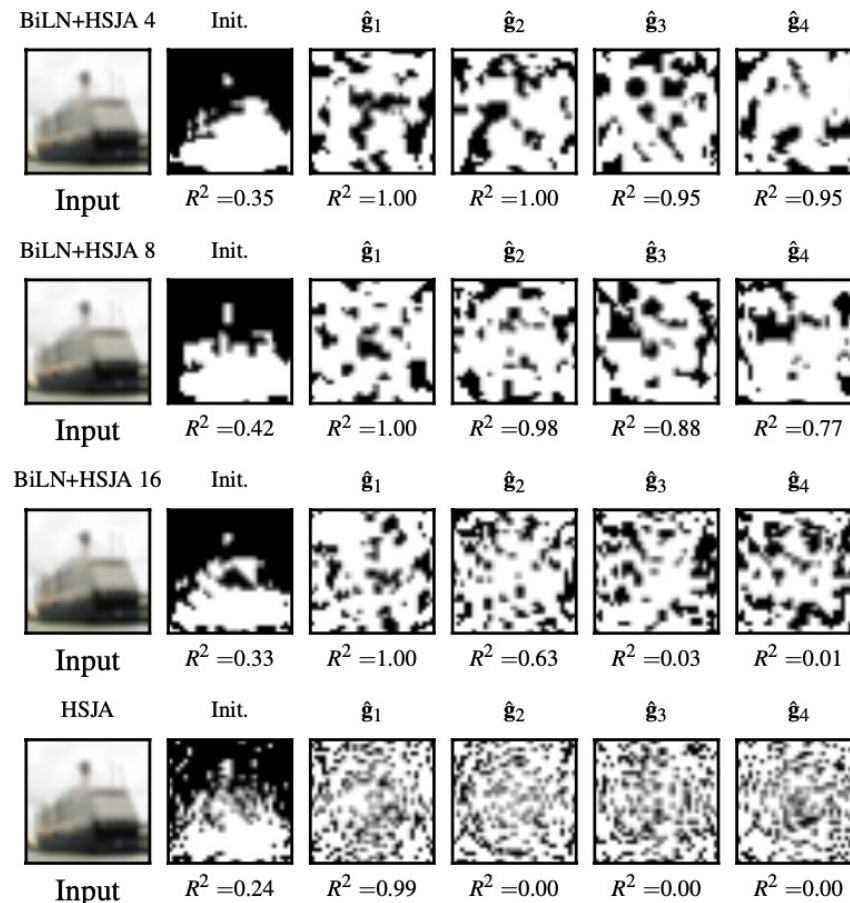 BiLN+HSJA 4 Init. ĝ₁ ĝ₂ ĝ₃ ĝ₄
Input R² =0.35 R² =1.00 R² =1.00 R² =0.95 R² =0.95
BiLN+HSJA 8 Init. ĝ₁ ĝ₂ ĝ₃ ĝ₄
Input R² =0.42 R² =1.00 R² =0.98 R² =0.88 R² =0.77
BiLN+HSJA 16 Init. ĝ₁ ĝ₂ ĝ₃ ĝ₄
Input R² =0.33 R² =1.00 R² =0.63 R² =0.03 R² =0.01
HSJA Init. ĝ₁ ĝ₂ ĝ₃ ĝ₄
Input R² =0.24 R² =0.99 R² =0.00 R² =0.00 R² =0.00